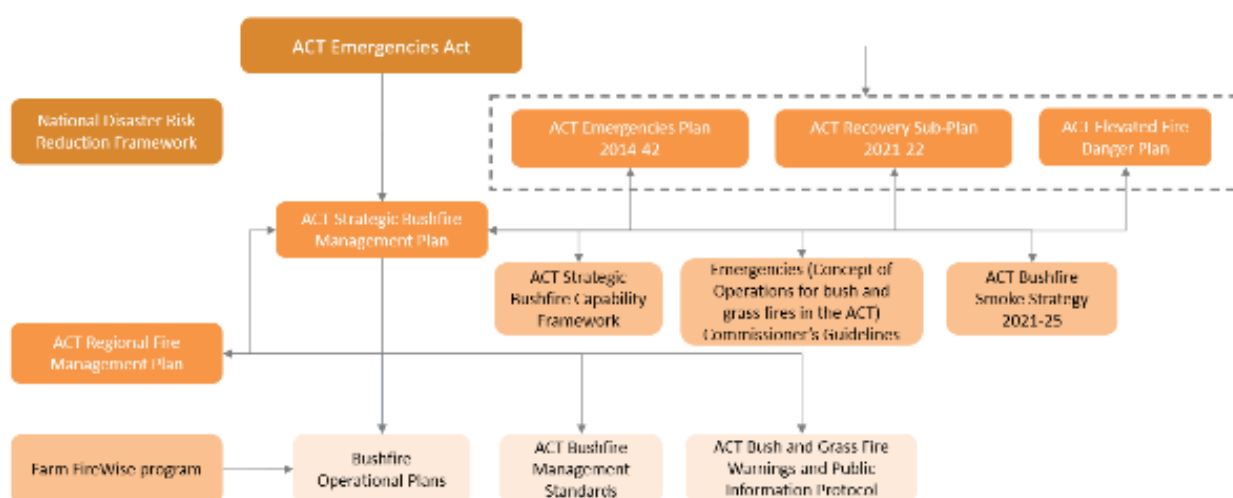 ACT Emergencies Act
National Disaster Risk
Reduction Framework
ACT Emergencies Plan
2014-42
ACT Recovery Sub-Plan
2021-22
ACT Elevated Fire
Danger Plan
ACT Strategic Bushfire
Management Plan
ACT Strategic
Bushfire Capability
Framework
Emergencies (Concept of
Operations for bush and
grass fires in the ACT)
Commissioner's Guidelines
ACT Bushfire
Smoke Strategy
2021-25
ACT Regional Fire
Management Plan
Farm FireWise program
Bushfire
Operational Plans
ACT Bushfire
Management
Standards
ACT Bush and Grass Fire
Warnings and Public
Information Protocol